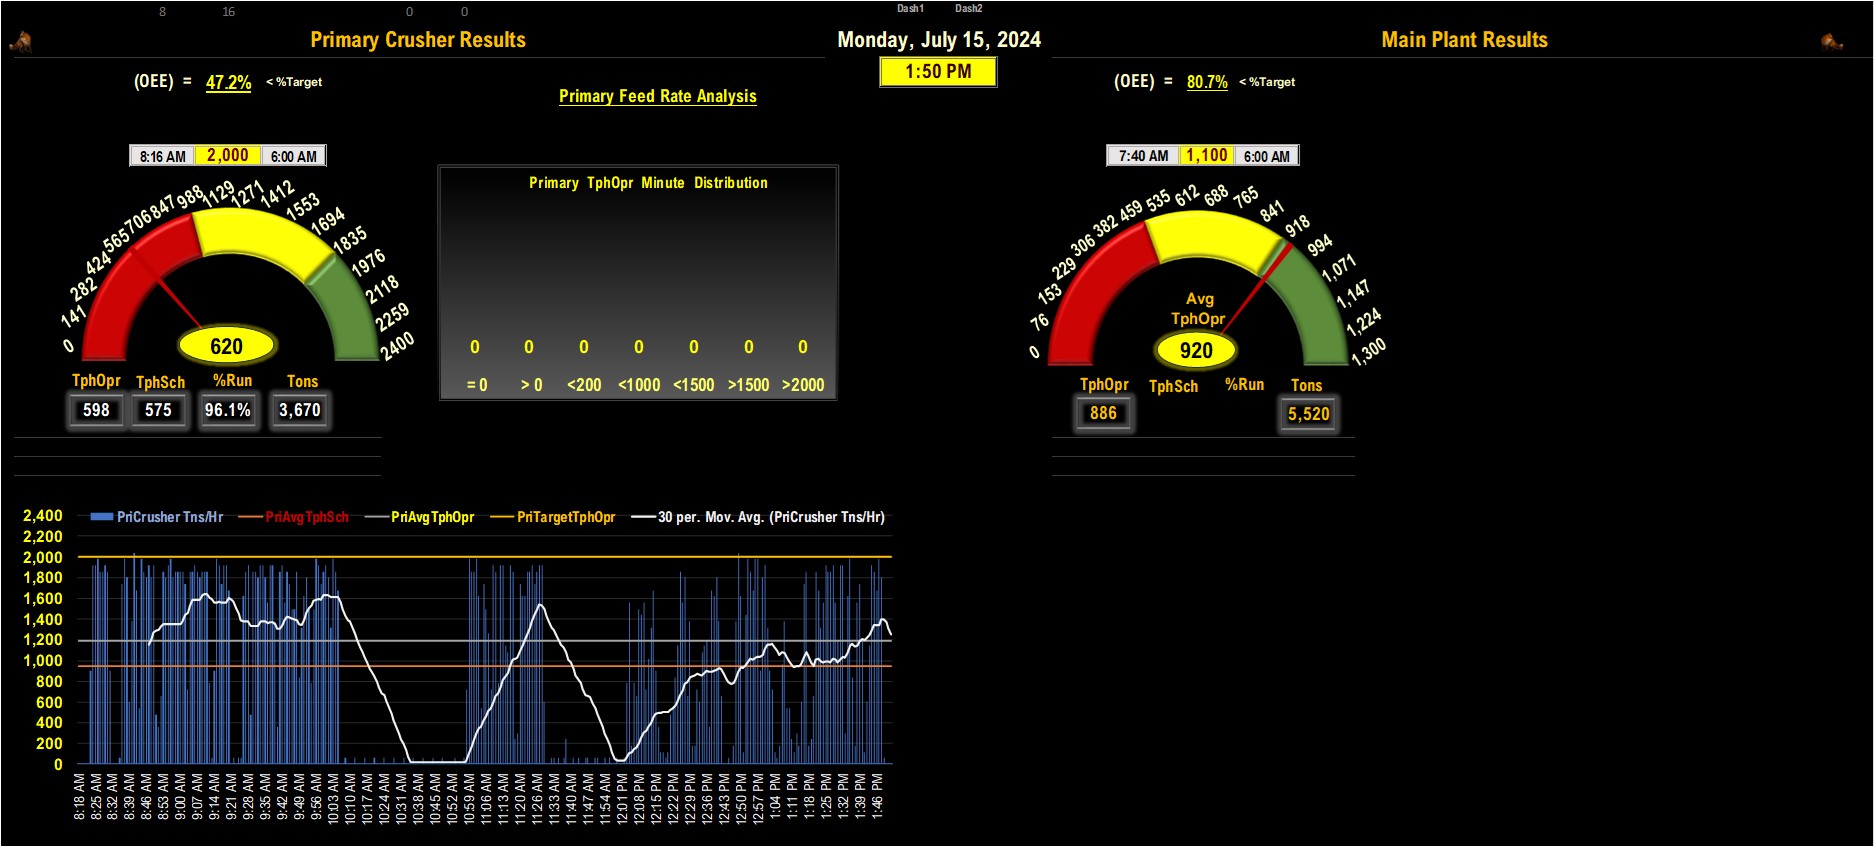 8 16 0 0 Dash1 Dash2
Primary Crusher Results
Monday, July 15, 2024
Main Plant Results
1:50 PM
(OEE) = 47.2% < %Target
Primary Feed Rate Analysis
(OEE) = 80.7% < %Target
8:16 AM 2,000 6:00 AM
0 141 282 424 565 706 847 988 1129 1271 1412 1553 1694 1835 1976 2118 2259 2400
620
TphOpr TphSch %Run Tons
598 575 96.1% 3,670
Primary TphOpr Minute Distribution
0 0 0 0 0 0 0
= 0 > 0 <200 <1000 <1500 >1500 >2000
7:40 AM 1,100 6:00 AM
0 76 153 229 306 382 459 535 612 688 765 841 918 994 1,071 1,147 1,224 1,300
Avg
TphOpr
920
TphOpr TphSch %Run Tons
886 5,520
PriCrusher Tns/Hr PriAvgTphSch PriAvgTphOpr PriTargetTphOpr 30 per. Mov. Avg. (PriCrusher Tns/Hr)
2,400
2,200
2,000
1,800
1,600
1,400
1,200
1,000
800
600
400
200
0
8:18 AM 8:25 AM 8:32 AM 8:39 AM 8:46 AM 8:53 AM 9:00 AM 9:07 AM 9:14 AM 9:21 AM 9:28 AM 9:35 AM 9:42 AM 9:49 AM 9:56 AM 10:03 AM 10:10 AM 10:17 AM 10:24 AM 10:31 AM 10:38 AM 10:45 AM 10:52 AM 10:59 AM 11:06 AM 11:13 AM 11:20 AM 11:26 AM 11:33 AM 11:40 AM 11:47 AM 11:54 AM 12:01 PM 12:08 PM 12:15 PM 12:22 PM 12:29 PM 12:36 PM 12:43 PM 12:50 PM 12:57 PM 1:04 PM 1:11 PM 1:18 PM 1:25 PM 1:32 PM 1:39 PM 1:46 PM